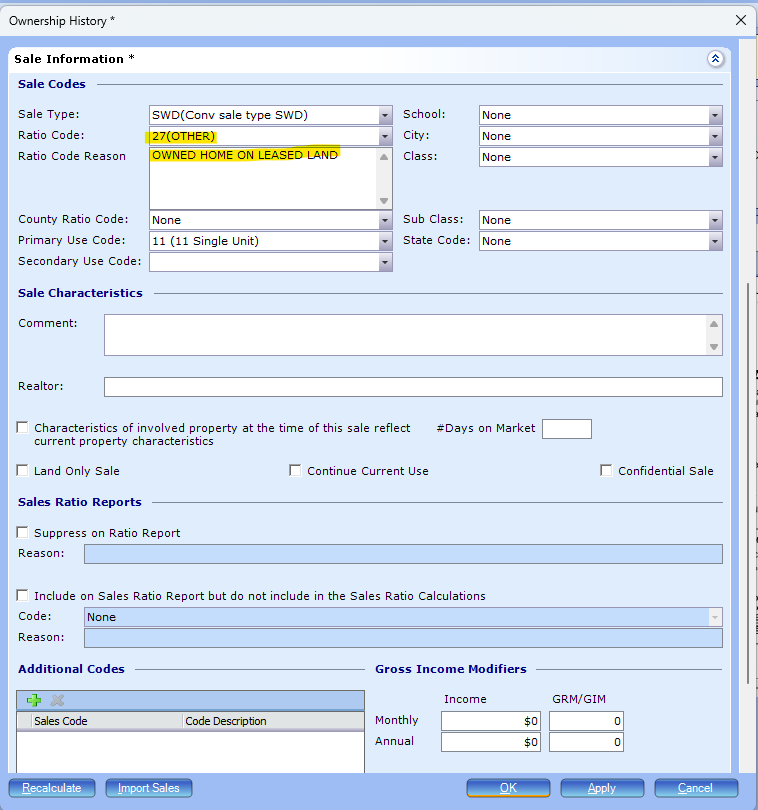 Ownership History *
Sale Information *
Sale Codes
Sale Type: SWD(Conv sale type SWD) School: None
Ratio Code: 27(OTHER) City: None
Ratio Code Reason OWNED HOME ON LEASED LAND Class: None
County Ratio Code: None Sub Class: None
Primary Use Code: 11 (11 Single Unit) State Code: None
Secondary Use Code:
Sale Characteristics
Comment:
Realtor:
Characteristics of involved property at the time of this sale reflect #Days on Market
current property characteristics
Land Only Sale Continue Current Use Confidential Sale
Sales Ratio Reports
Suppress on Ratio Report
Reason:
Include on Sales Ratio Report but do not include in the Sales Ratio Calculations
Code: None
Reason:
Additional Codes Gross Income Modifiers
Income GRM/GIM
Sales Code Code Description Monthly $0 0
Annual $0 0
Recalculate Import Sales OK Apply Cancel